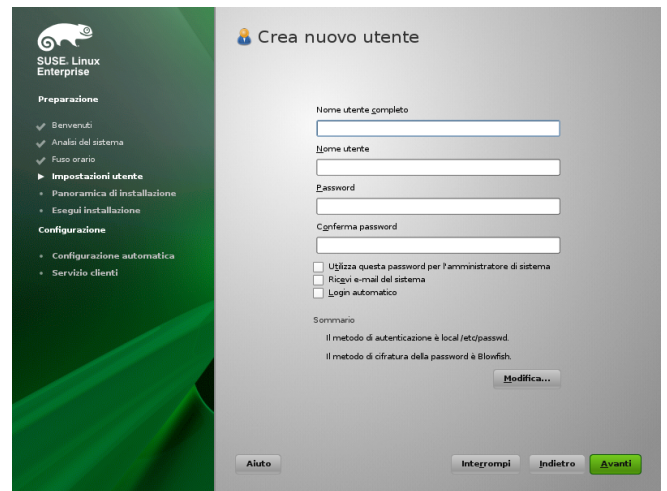 SUSE. Linux
Enterprise
Preparazione
Benvenuti
Analisi del sistema
Fuso orario
Impostazioni utente
Panoramica di installazione
Esegui installazione
Configurazione
Configurazione automatica
Servizio clienti
Crea nuovo utente
Nome utente completo
Nome utente
Password
Conferma password
Utilizza questa password per l'amministratore di sistema
Ricevi e-mail del sistema
Login automatico
Sommario
Il metodo di autenticazione è local /etc/passwd.
Il metodo di cifratura della password è Blowfish.
Modifica...
Aiuto
Interrompi
Indietro
Avanti